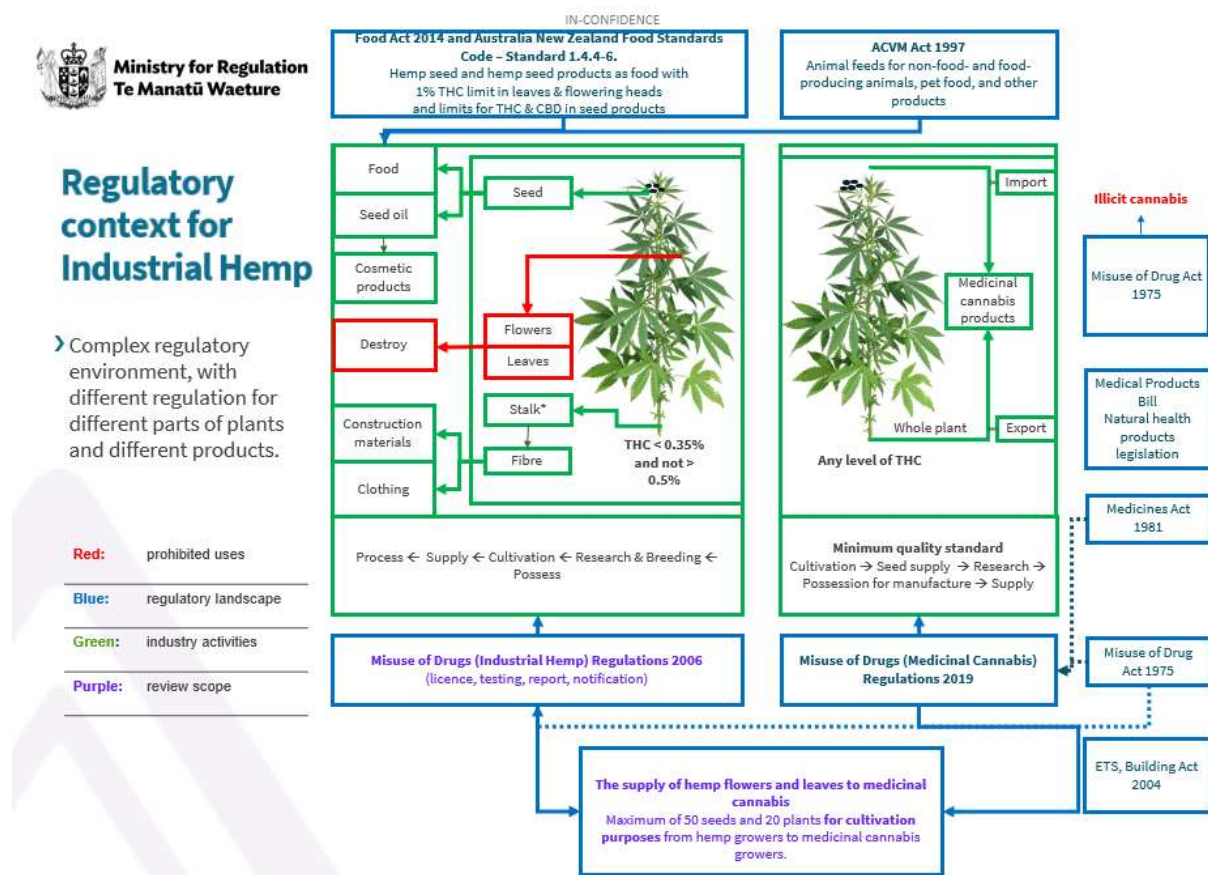 IN-CONFIDENCE
Ministry for Regulation
Te Manatū Waeture
Regulatory
context for
Industrial Hemp
❯ Complex regulatory
environment, with
different regulation for
different parts of plants
and different products.
Red: prohibited uses
Blue: regulatory landscape
Green: industry activities
Purple: review scope
Food Act 2014 and Australia New Zealand Food Standards
Code – Standard 1.4.4-6.
Hemp seed and hemp seed products as food with
1% THC limit in leaves & flowering heads
and limits for THC & CBD in seed products
ACVM Act 1997
Animal feeds for non-food- and food-
producing animals, pet food, and other
products
Food
Seed oil
Cosmetic
products
Destroy
Construction
materials
Clothing
Seed
Flowers
Leaves
Stalk*
Fibre
THC < 0.35%
and not >
0.5%
Process ← Supply ← Cultivation ← Research & Breeding ←
Possess
Import
Medicinal
cannabis
products
Whole plant
Export
Any level of THC
Minimum quality standard
Cultivation → Seed supply → Research →
Possession for manufacture → Supply
Illicit cannabis
Misuse of Drug Act
1975
Medical Products
Bill
Natural health
products
legislation
Medicines Act
1981
Misuse of Drug
Act 1975
ETS, Building Act
2004
Misuse of Drugs (Industrial Hemp) Regulations 2006
(licence, testing, report, notification)
Misuse of Drugs (Medicinal Cannabis)
Regulations 2019
The supply of hemp flowers and leaves to medicinal
cannabis
Maximum of 50 seeds and 20 plants for cultivation
purposes from hemp growers to medicinal cannabis
growers.